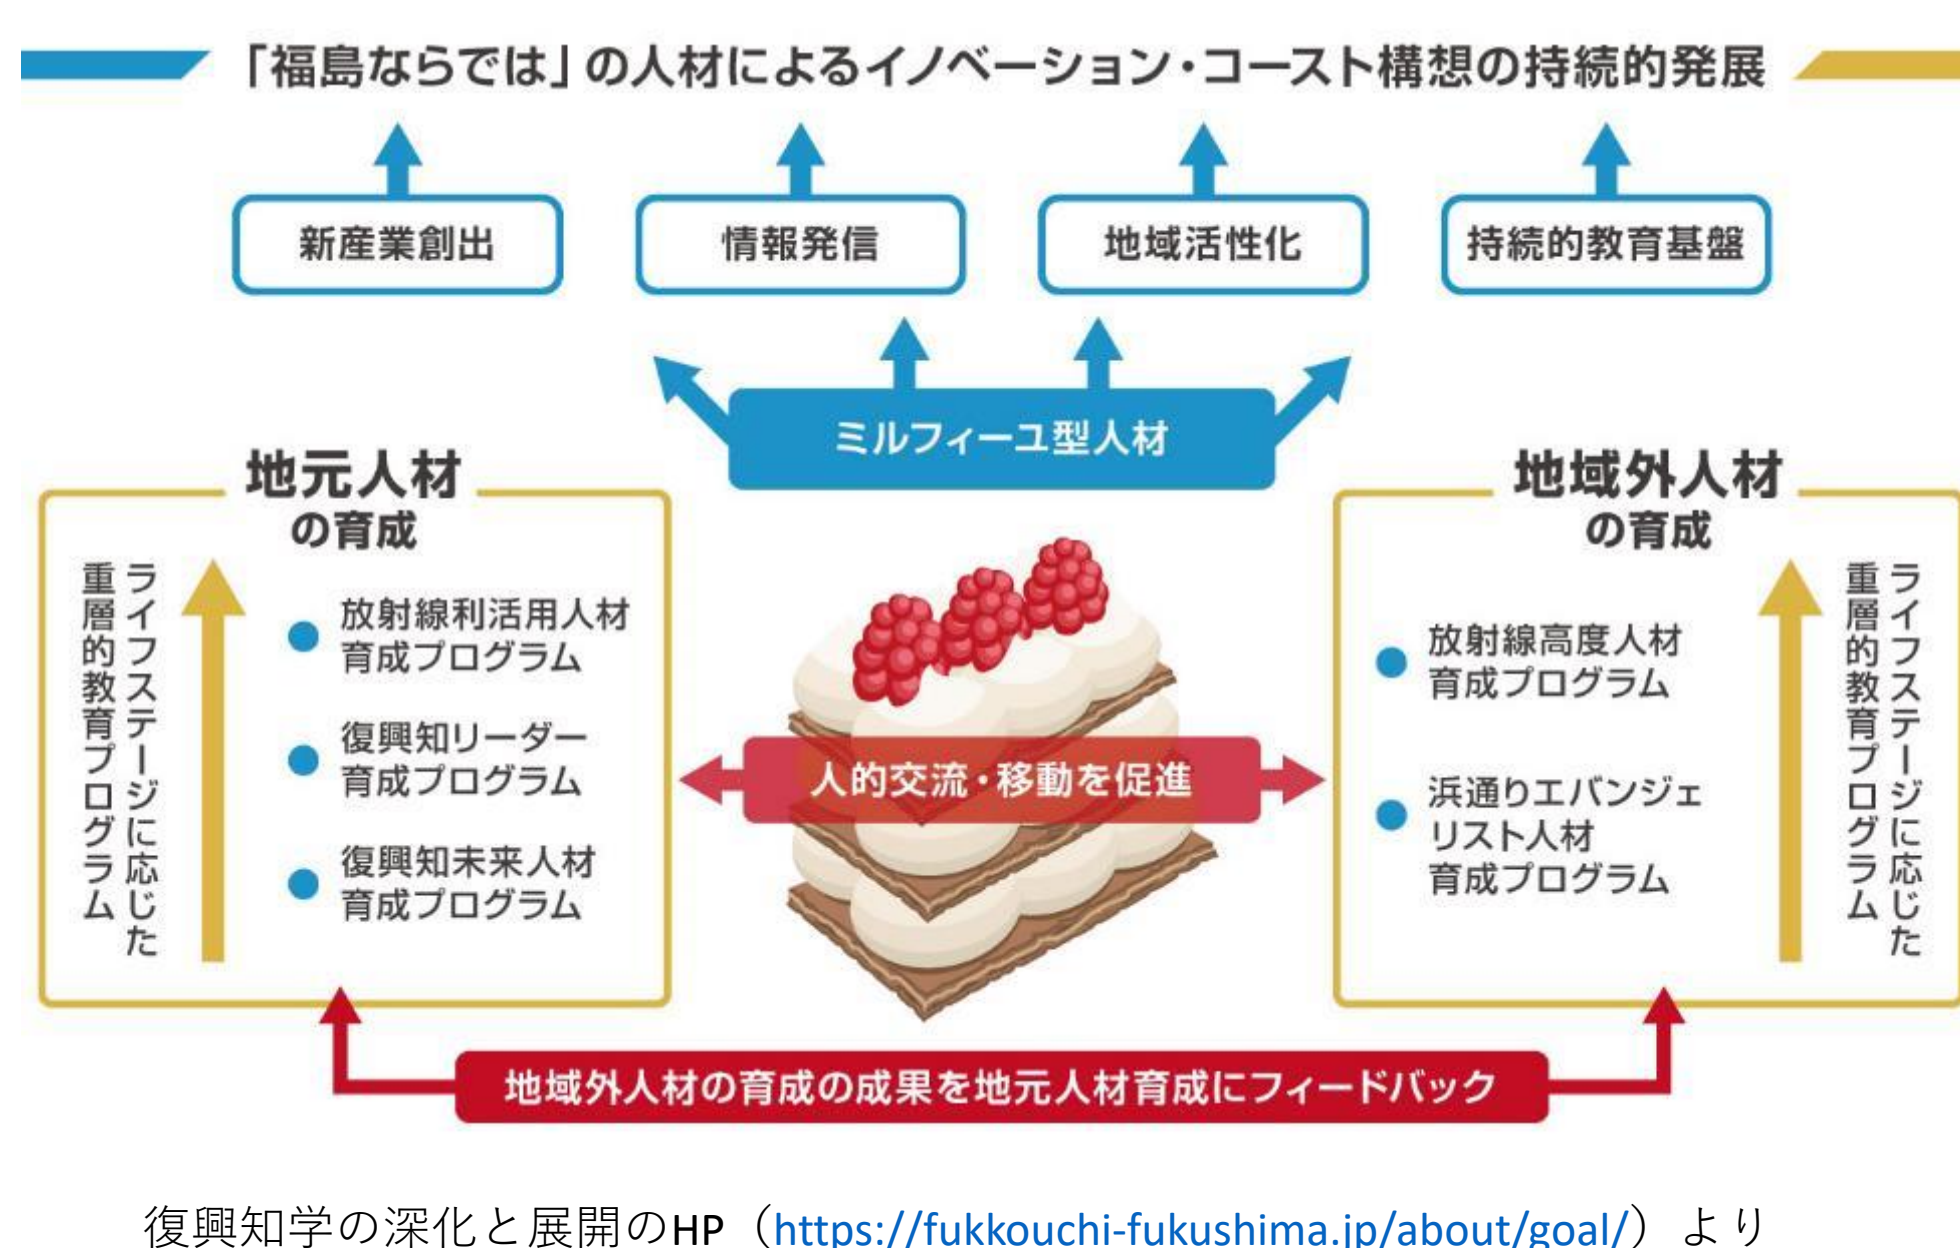 「福島ならでは」の人材によるイノベーション・コースト構想の持続的発展
新産業創出
情報発信
地域活性化
持続的教育基盤
ミルフィーユ型人材
地元人材
の育成
ライフステージに応じた
重層的教育プログラム
放射線利活用人材
育成プログラム
復興知リーダー
育成プログラム
復興知未来人材
育成プログラム
人的交流・移動を促進
地域外人材
の育成
放射線高度人材
育成プログラム
浜通りエバンジェ
リスト人材
育成プログラム
ライフステージに応じた
重層的教育プログラム
地域外人材の育成の成果を地元人材育成にフィードバック
復興知学の深化と展開のHP（https://fukkouchi-fukushima.jp/about/goal/）より